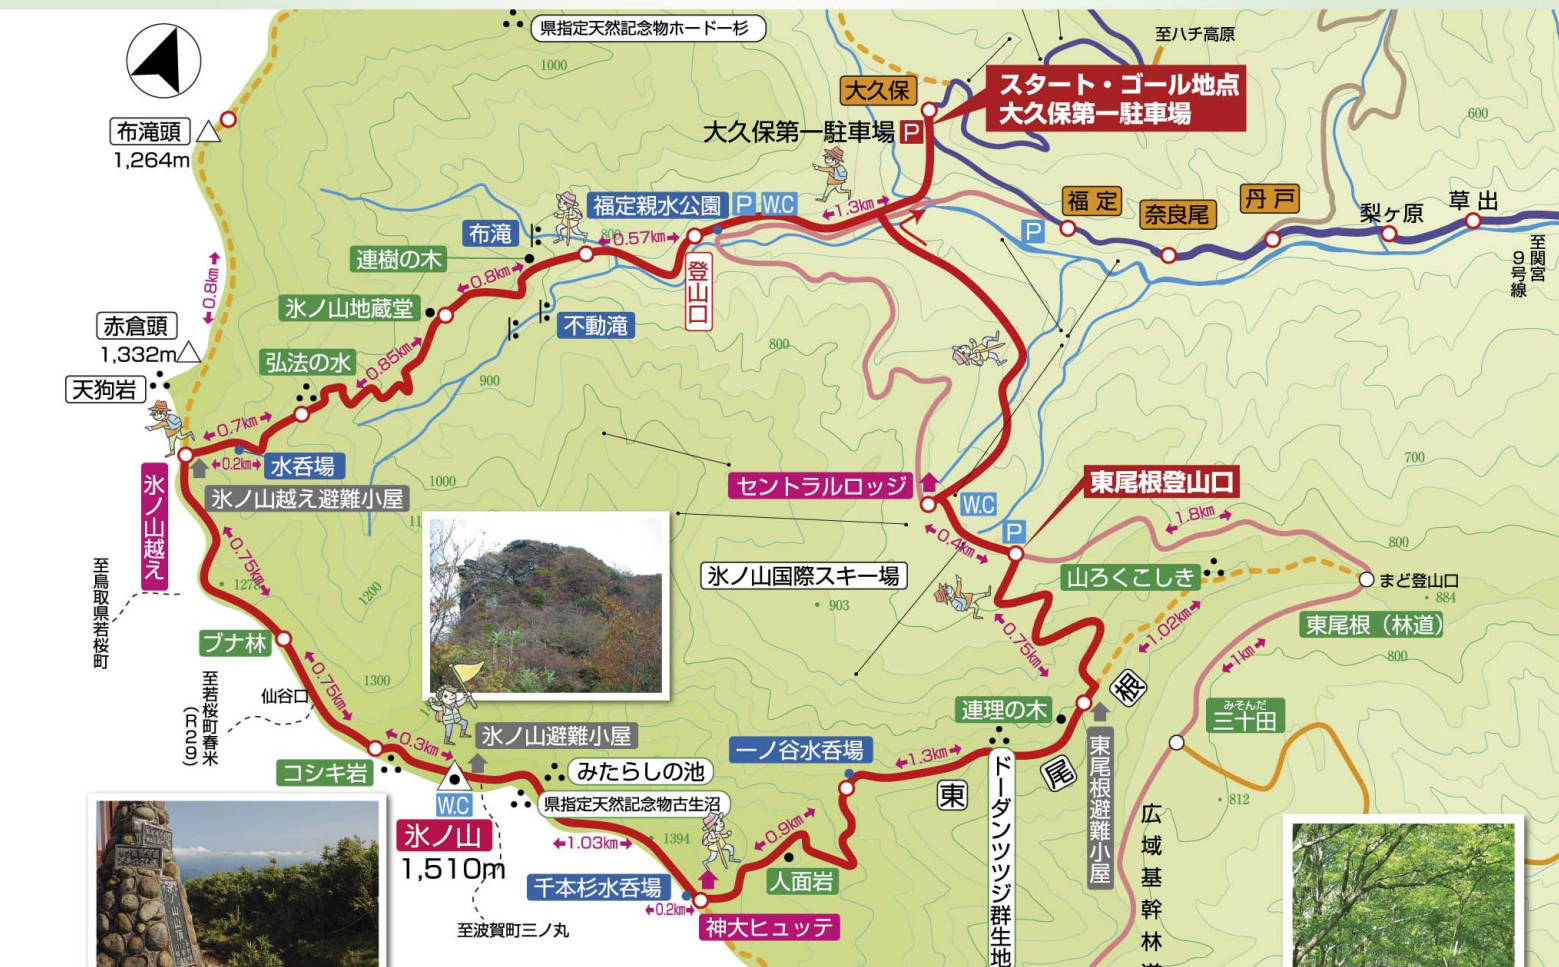 県指定天然記念物ホードー杉
至ハチ高原
1000
600
大久保
スタート・ゴール地点
大久保第一駐車場
大久保第一駐車場
P
布滝頭
1,264m
福定親水公園
P
W.C
1.3km
福定
奈良尾
丹戸
梨ヶ原
草出
至関宮
9号線
P
布滝
800
0.57km
連樹の木
0.8km
登山口
0.8km
氷ノ山地蔵堂
不動滝
赤倉頭
1,332m
弘法の水
0.85km
800
900
天狗岩
0.7km
0.2km
水呑場
氷ノ山越え避難小屋
1000
氷ノ山越え
700
セントラルロッジ
W.C
東尾根登山口
P
0.4km
1.8km
800
11
0.75km
至鳥取県若桜町
1200
氷ノ山国際スキー場
903
山ろくこしき
まど登山口
884
東尾根(林道)
800
0.75km
1.02km
1km
ブナ林
0.75km
1300
仙谷口
至若桜町春米
(R29)
みそんだ
三十田
連理の木
根
尾
東
0.3km
氷ノ山避難小屋
一ノ谷水呑場
1.3km
ドーダンツツジ群生地
東尾根避難小屋
コシキ岩
みたらしの池
県指定天然記念物古生沼
W.C
氷ノ山
1,510m
812
広域基幹林道
1.03km
1394
0.9km
人面岩
千本杉水呑場
0.2km
神大ヒュッテ
至波賀町三ノ丸